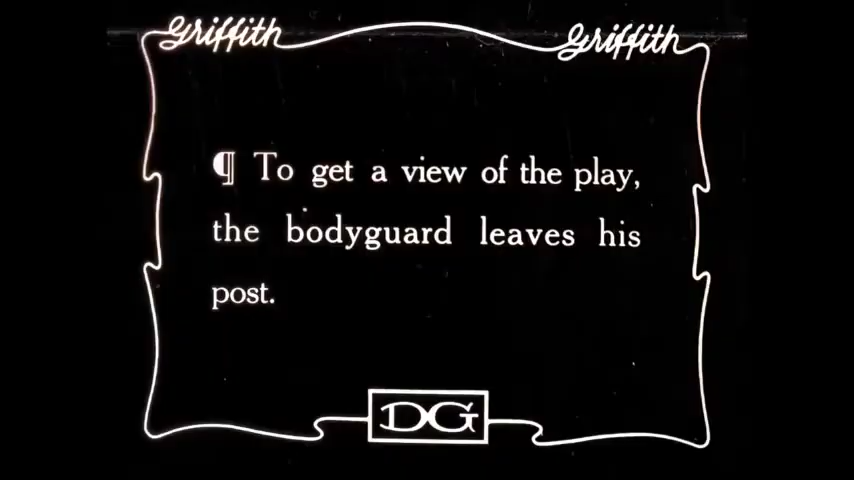 Griffith Griffith
¶ To get a view of the play,
the bodyguard leaves his
post.
DG